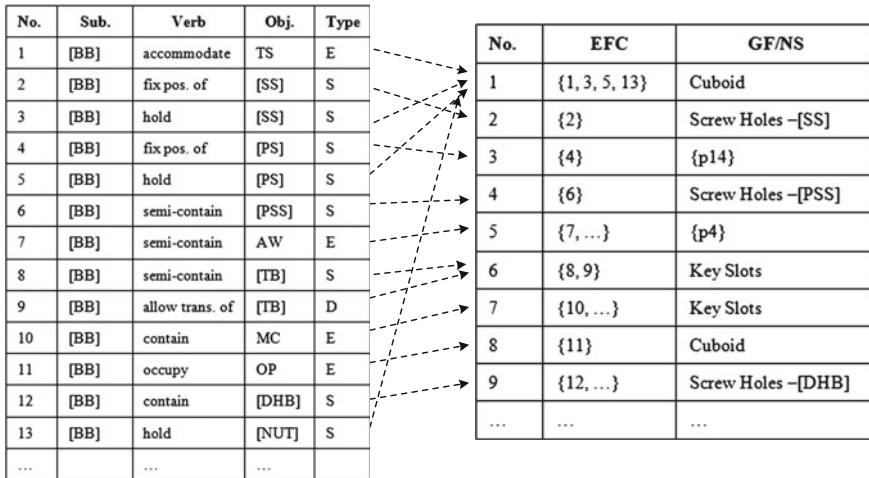 No. Sub. Verb Obj. Type
1 [BB] accommodate TS E
2 [BB] fix pos. of [SS] S
3 [BB] hold [SS] S
4 [BB] fix pos. of [PS] S
5 [BB] hold [PS] S
6 [BB] semi-contain [PSS] S
7 [BB] semi-contain AW E
8 [BB] semi-contain [TB] S
9 [BB] allow trans. of [TB] D
10 [BB] contain MC E
11 [BB] occupy OP E
12 [BB] contain [DHB] S
13 [BB] hold [NUT] S
... ... ...
No. EFC GF/NS
1 {1, 3, 5, 13} Cuboid
2 {2} Screw Holes –[SS]
3 {4} {p14}
4 {6} Screw Holes –[PSS]
5 {7, ...} {p4}
6 {8, 9} Key Slots
7 {10, ...} Key Slots
8 {11} Cuboid
9 {12, ...} Screw Holes –[DHB]
... ... ...